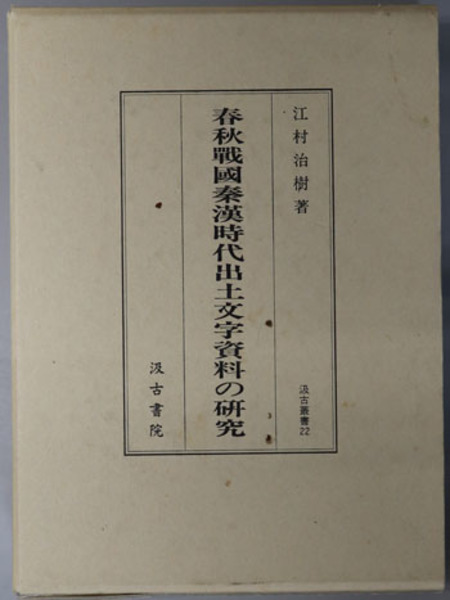 江村治樹著
汲古叢書22
春秋戰國秦漢時代出土文字資料の研究
汲古書院